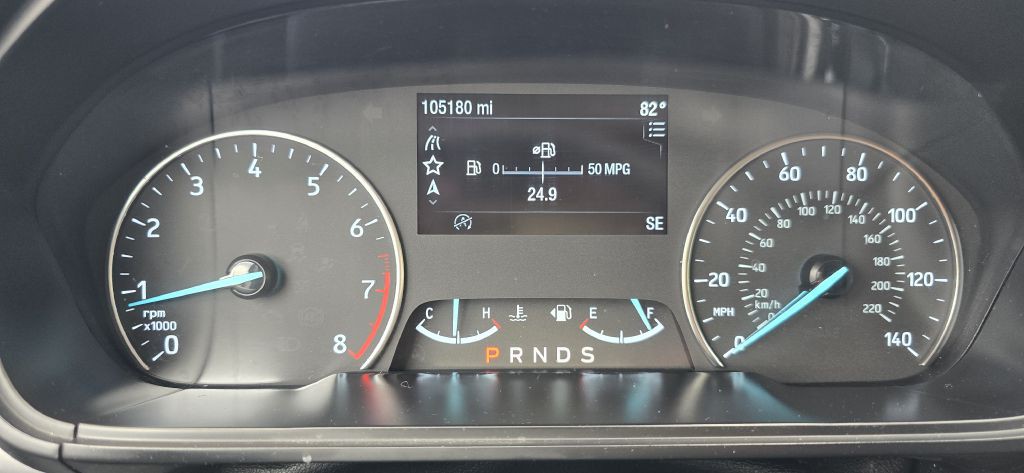 105180 mi 82°
0 50 MPG
24.9
SE
0 1 2 3 4 5 6 7 8
rpm
x1000
C H
E F
P R N D S
0 20 40 60 80 100 120 140
MPH
0 20 40 60 80 100 120 140 160 180 200 220
km/h